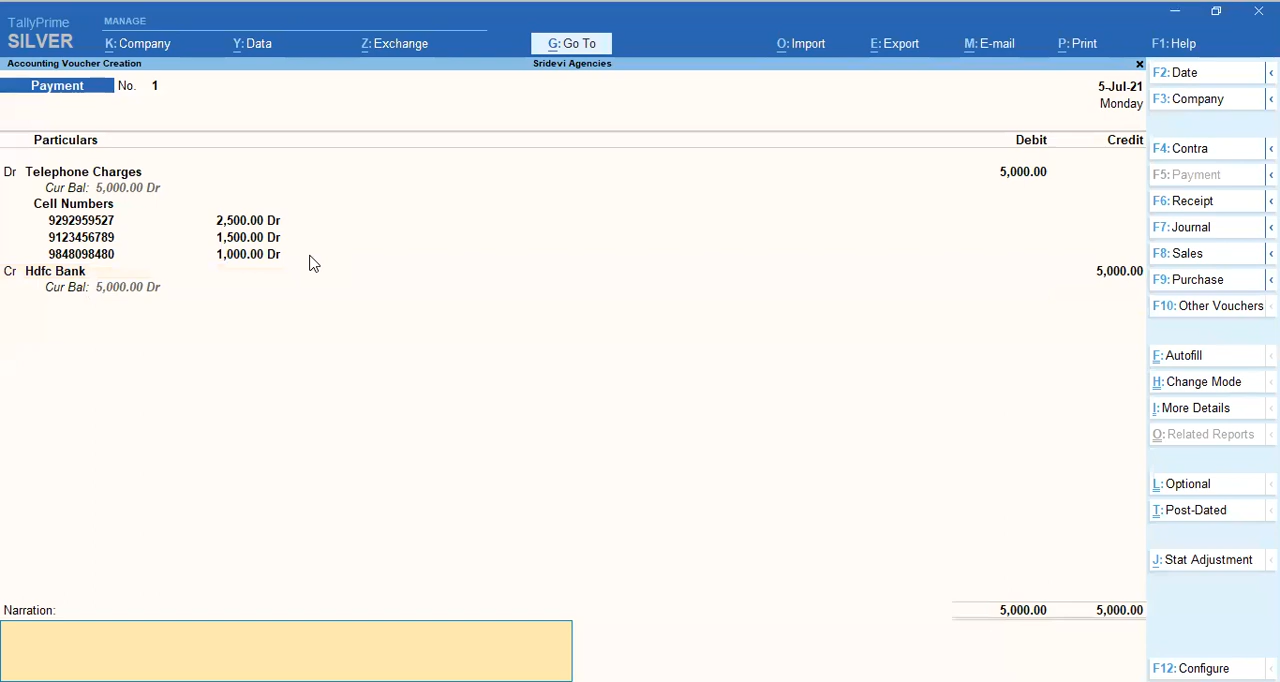 TallyPrime
MANAGE
SILVER
K: Company
Y: Data
Z: Exchange
G: Go To
O: Import
E: Export
M: E-mail
P: Print
F1: Help
Accounting Voucher Creation
Sridevi Agencies
Payment No. 1
5-Jul-21
Monday
Particulars Debit Credit
Dr Telephone Charges 5,000.00
Cur Bal: 5,000.00 Dr
Cell Numbers
9292959527 2,500.00 Dr
9123456789 1,500.00 Dr
9848098480 1,000.00 Dr
Cr Hdfc Bank 5,000.00
Cur Bal: 5,000.00 Dr
Narration:
5,000.00 5,000.00
F2: Date
F3: Company
F4: Contra
F5: Payment
F6: Receipt
F7: Journal
F8: Sales
F9: Purchase
F10: Other Vouchers
F: Autofill
H: Change Mode
I: More Details
O: Related Reports
L: Optional
T: Post-Dated
J: Stat Adjustment
F12: Configure